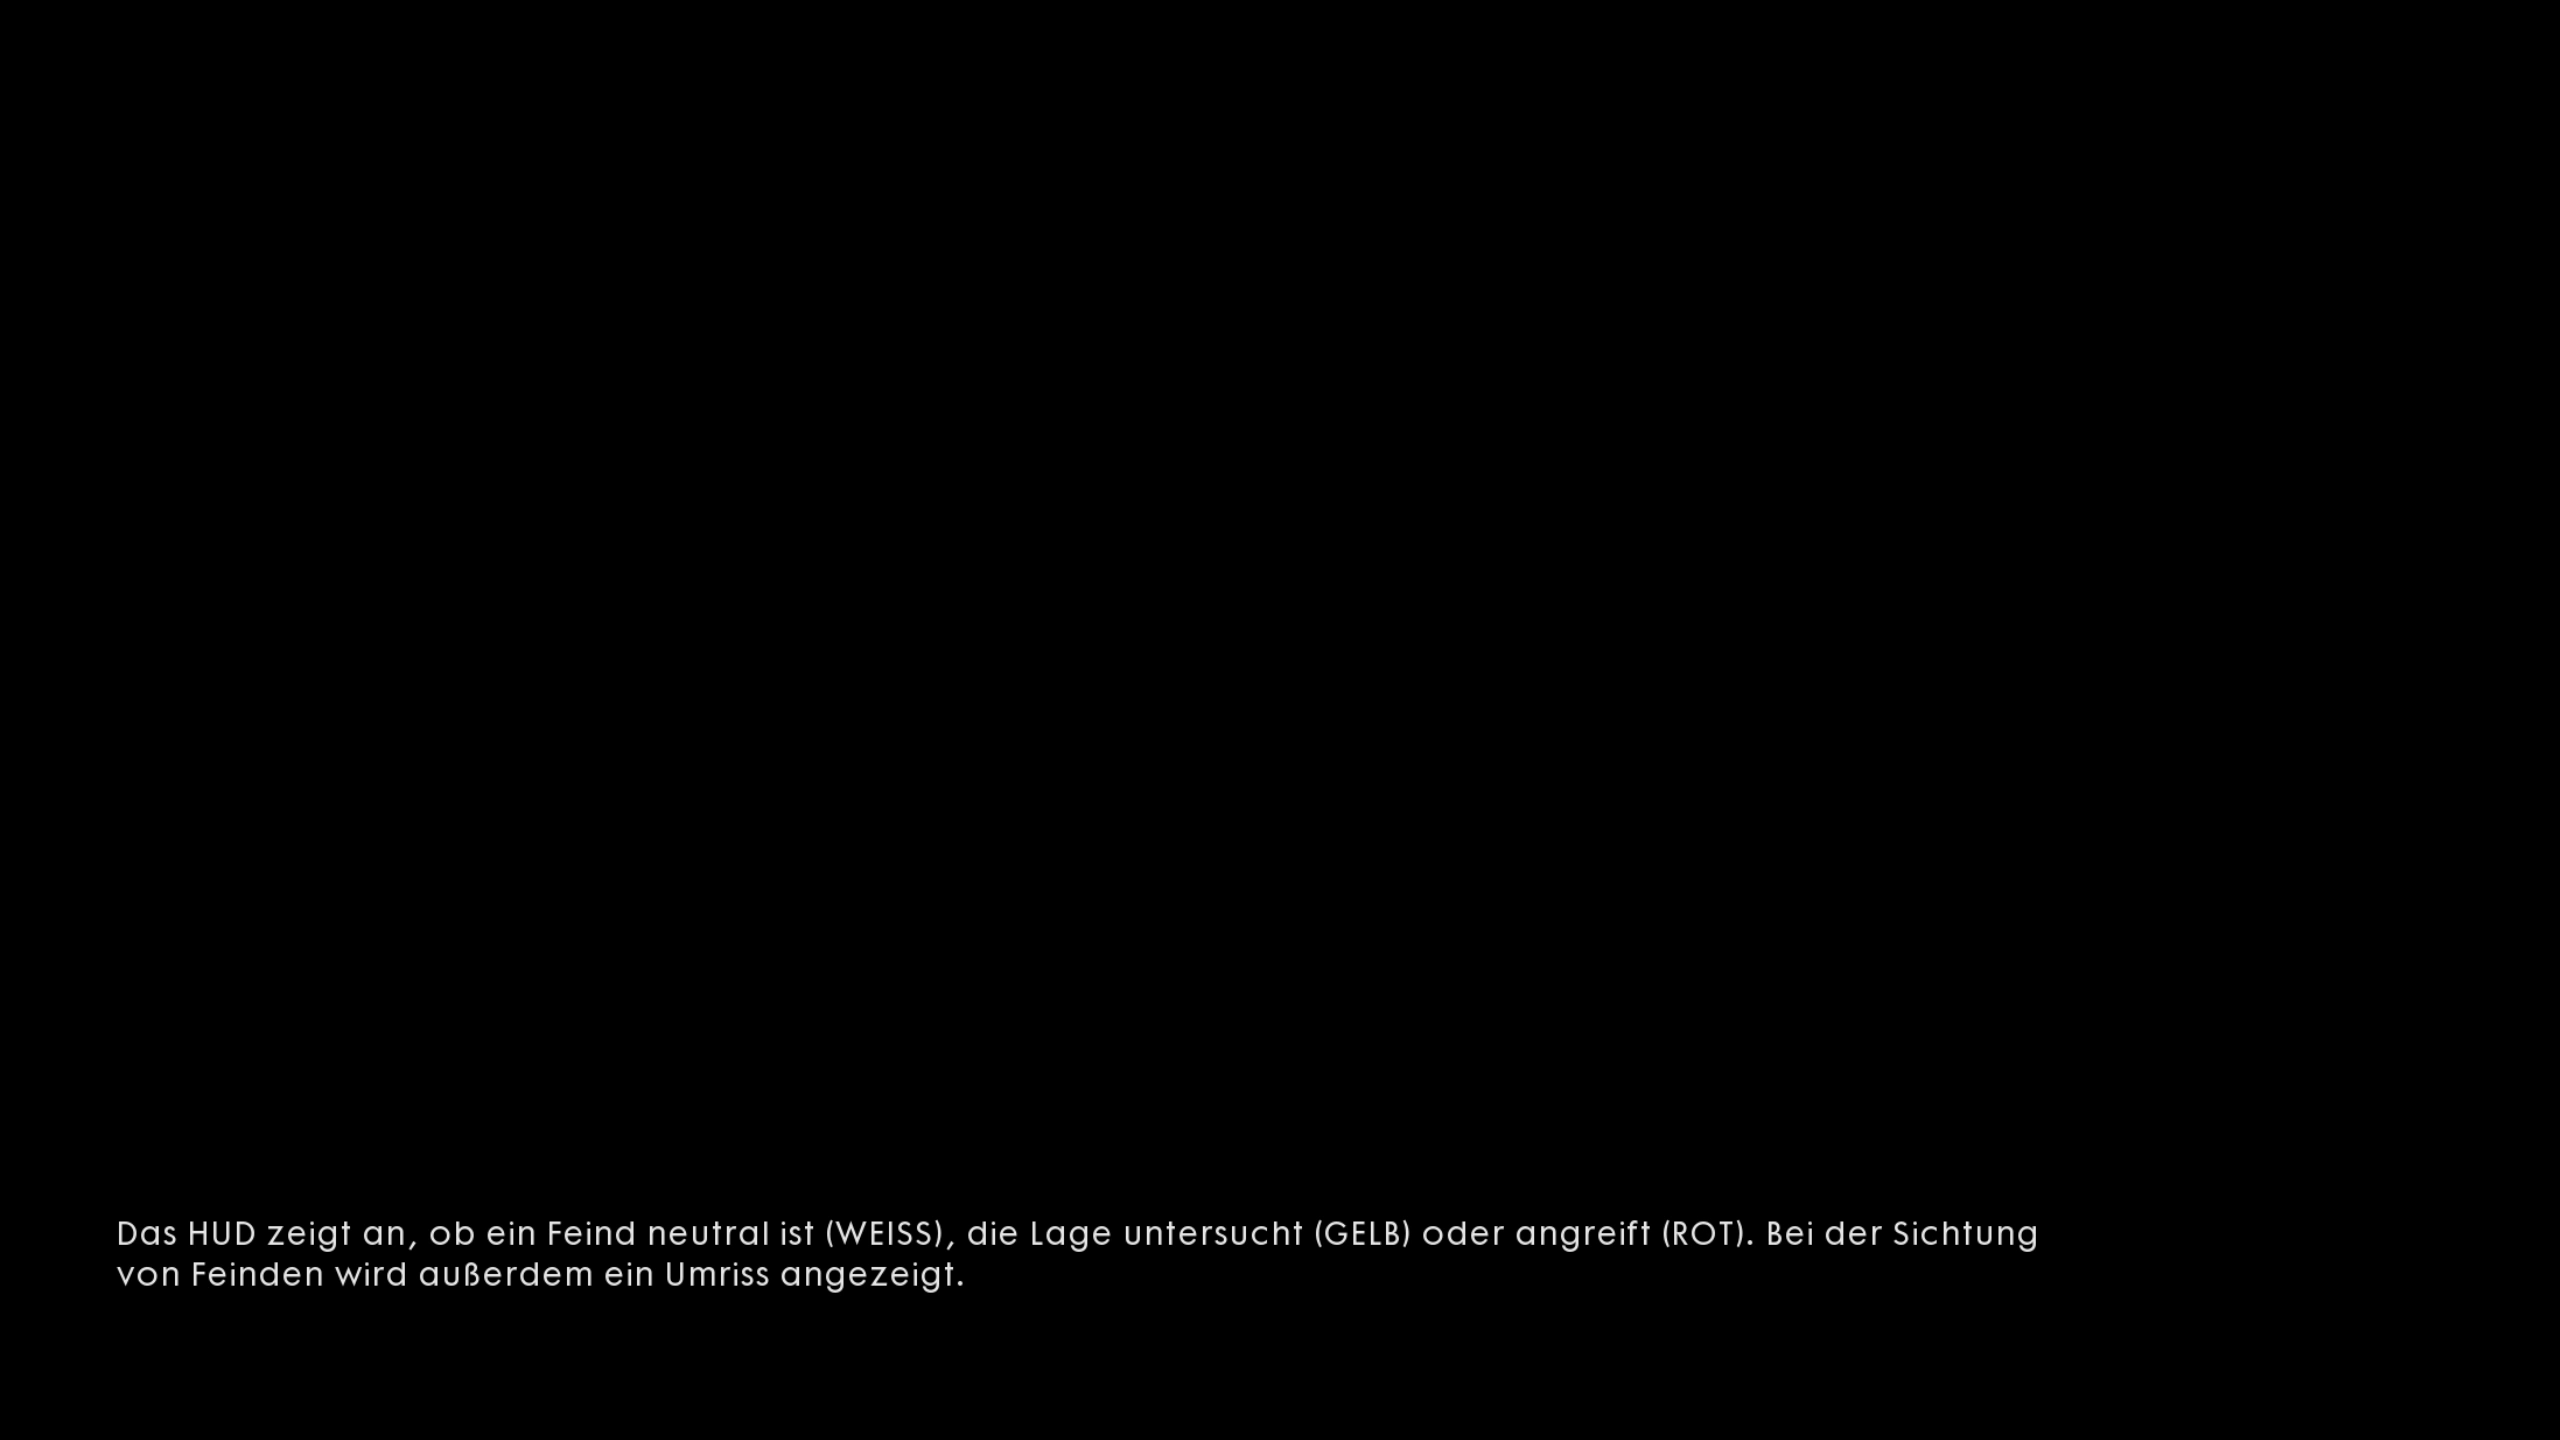 Das HUD zeigt an, ob ein Feind neutral ist (WEISS), die Lage untersucht (GELB) oder angreift (ROT). Bei der Sichtung
von Feinden wird außerdem ein Umriss angezeigt.